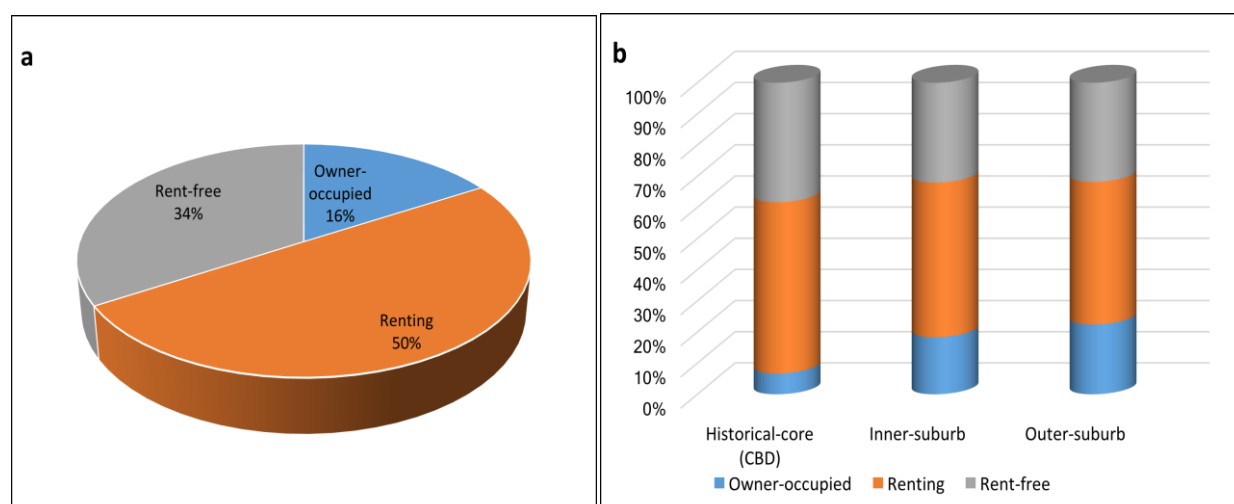 a
Owner-
occupied
16%
Rent-free
34%
Renting
50%
b
100%
90%
80%
70%
60%
50%
40%
30%
20%
10%
0%
Historical-core
(CBD)
Inner-suburb
Outer-suburb
Owner-occupied
Renting
Rent-free